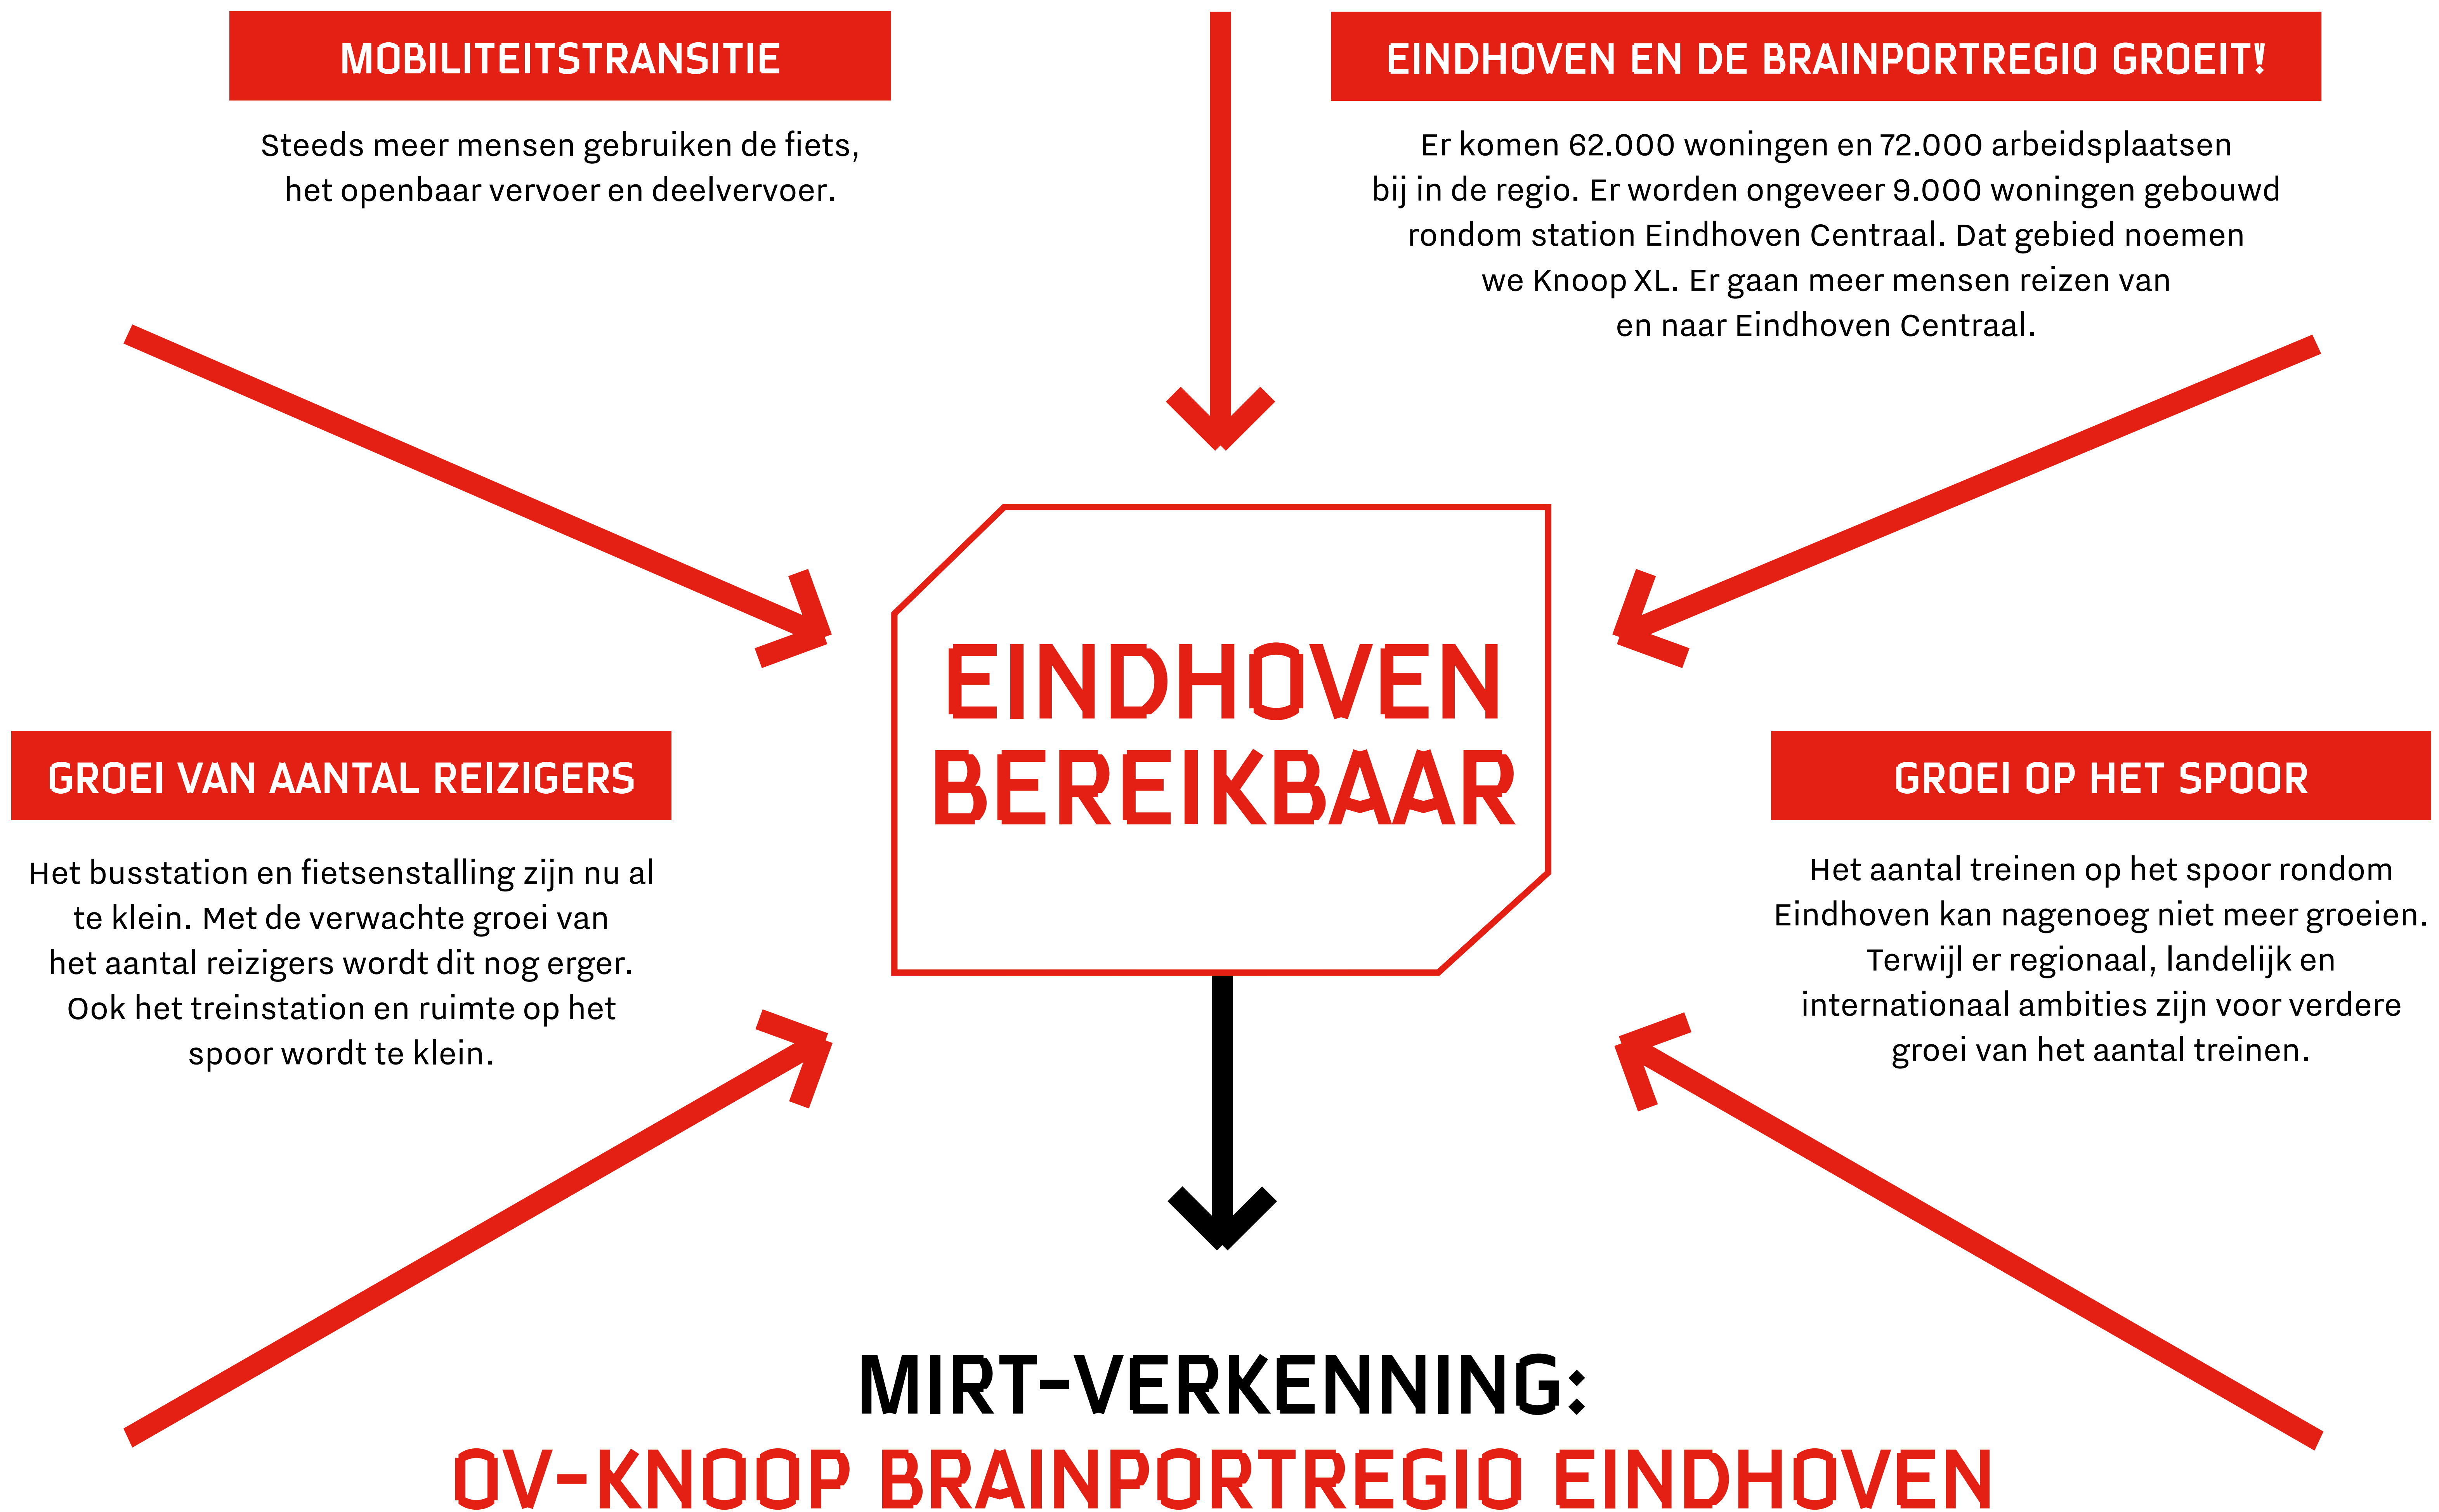 MOBILITEITSTRANSITIE
Steeds meer mensen gebruiken de fiets,
het openbaar vervoer en deelvervoer.
EINDHOVEN EN DE BRAINPORTREGIO GROEIT!
Er komen 62.000 woningen en 72.000 arbeidsplaatsen
bij in de regio. Er worden ongeveer 9.000 woningen gebouwd
rondom station Eindhoven Centraal. Dat gebied noemen
we Knoop XL. Er gaan meer mensen reizen van
en naar Eindhoven Centraal.
EINDHOVEN
BEREIKBAAR
GROEI VAN AANTAL REIZIGERS
Het busstation en fietsenstalling zijn nu al
te klein. Met de verwachte groei van
het aantal reizigers wordt dit nog erger.
Ook het treinstation en ruimte op het
spoor wordt te klein.
GROEI OP HET SPOOR
Het aantal treinen op het spoor rondom
Eindhoven kan nagenoeg niet meer groeien.
Terwijl er regionaal, landelijk en
internationaal ambities zijn voor verdere
groei van het aantal treinen.
MIRT-VERKENNING:
OV-KNOOP BRAINPORTREGIO EINDHOVEN